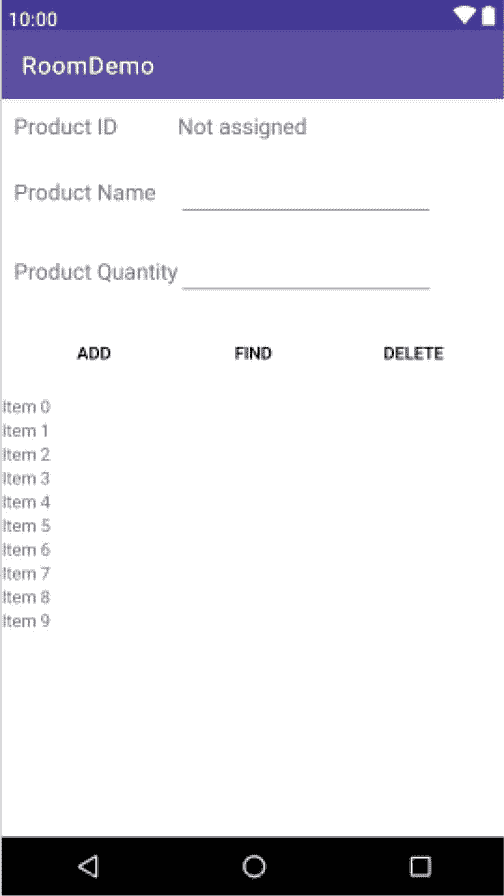 10:00
RoomDemo
Product ID Not assigned
Product Name
Product Quantity
ADD FIND DELETE
Item 0
Item 1
Item 2
Item 3
Item 4
Item 5
Item 6
Item 7
Item 8
Item 9